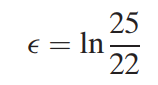 ϵ = ln 25/22